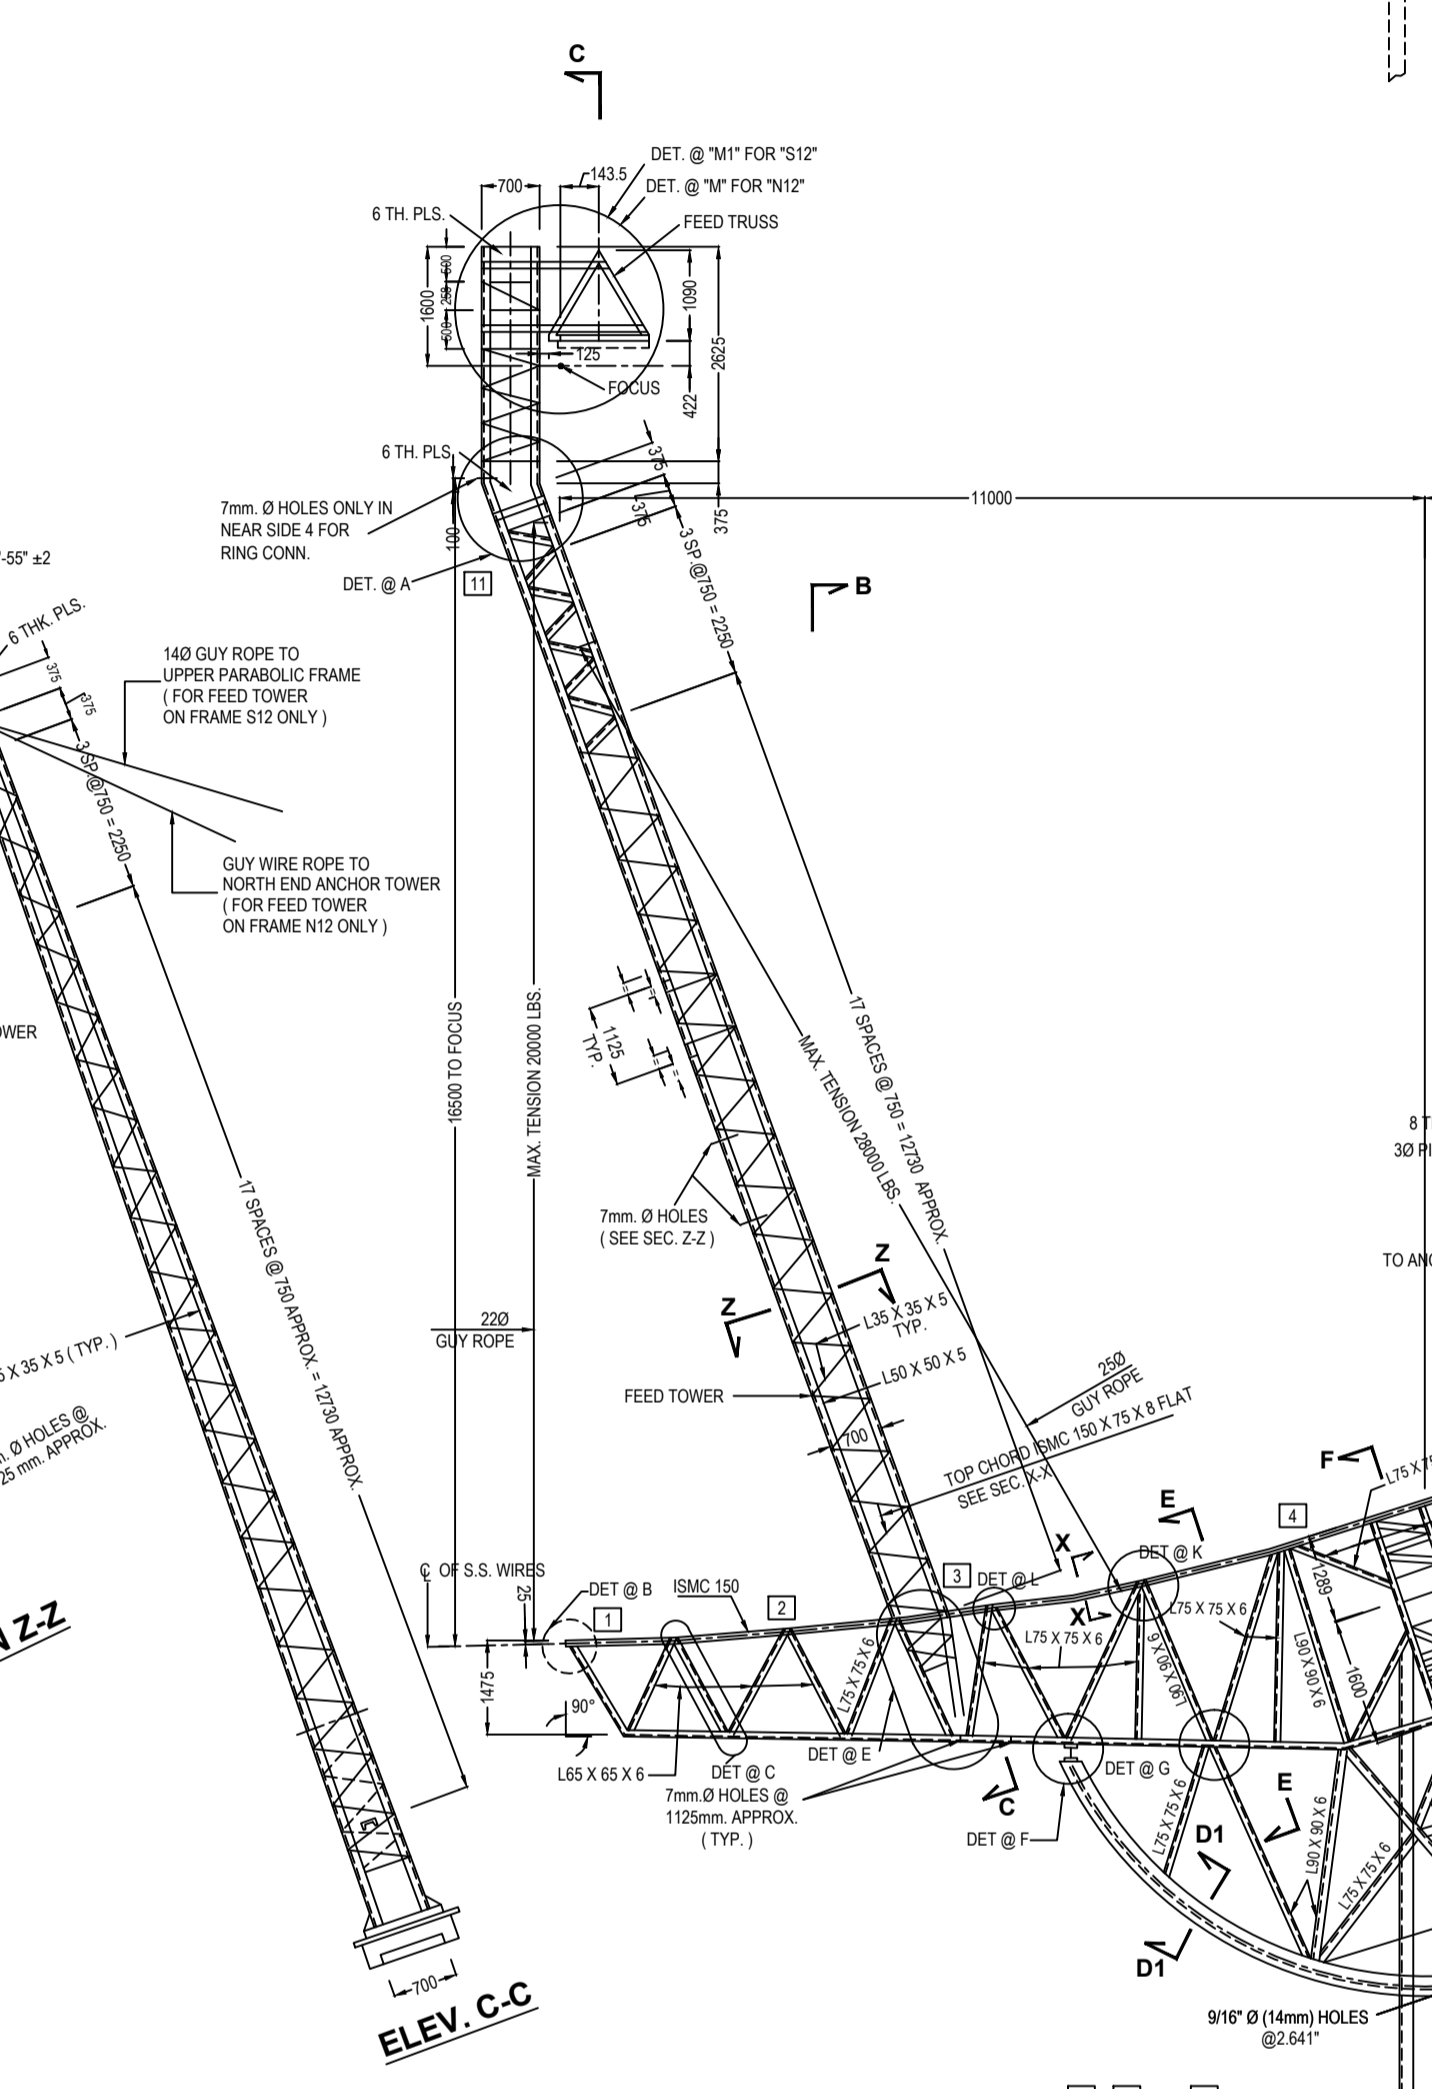 C
DET. @ "M1" FOR "S12"
DET. @ "M" FOR "N12"
143.5
700
6 TH. PLS.
FEED TRUSS
500
258
500
1600
1090
2625
125
FOCUS
422
6 TH. PLS.
375
375
375
100
7mm. Ø HOLES ONLY IN
NEAR SIDE 4 FOR
RING CONN.
DET. @ A
11
11000
3 SP.@750 = 2250
B
-55" ±2
6 THK. PLS.
375
375
3 SP.@750 = 2250
14Ø GUY ROPE TO
UPPER PARABOLIC FRAME
( FOR FEED TOWER
ON FRAME S12 ONLY )
GUY WIRE ROPE TO
NORTH END ANCHOR TOWER
( FOR FEED TOWER
ON FRAME N12 ONLY )
OWER
16500 TO FOCUS
MAX. TENSION 20000 LBS.
1125
TYP.
= =
= =
17 SPACES @ 750 = 12730 APPROX.
MAX. TENSION 28000 LBS.
17 SPACES @ 750 APPROX. = 12730 APPROX.
7mm. Ø HOLES
( SEE SEC. Z-Z )
8 T
3Ø PI
TO ANC
Z
Z
L35 X 35 X 5
TYP.
L50 X 50 X 5
22Ø
GUY ROPE
FEED TOWER
700
25Ø
GUY ROPE
TOP CHORD ISMC 150 X 75 X 8 FLAT
SEE SEC. X-X
5 X 35 X 5 ( TYP. )
. Ø HOLES @
25 mm. APPROX.
F
L75 X 75
E
4
DET @ K
X
X
3
DET @ L
1289
1600
L75 X 75 X 6
L75 X 75 X 6
L90 X 90 X 6
L90 X 90 X 6
℄ OF S.S. WIRES
25
DET @ B
1
ISMC 150
2
1475
90°
L75 X 75 X 6
L65 X 65 X 6
DET @ C
DET @ E
7mm.Ø HOLES @
1125mm. APPROX.
( TYP. )
C
DET @ G
DET @ F
E
L75 X 75 X 6
L90 X 90 X 6
L75 X 75 X 6
D1
D1
N Z-Z
700
ELEV. C-C
9/16" Ø (14mm) HOLES
@2.641"